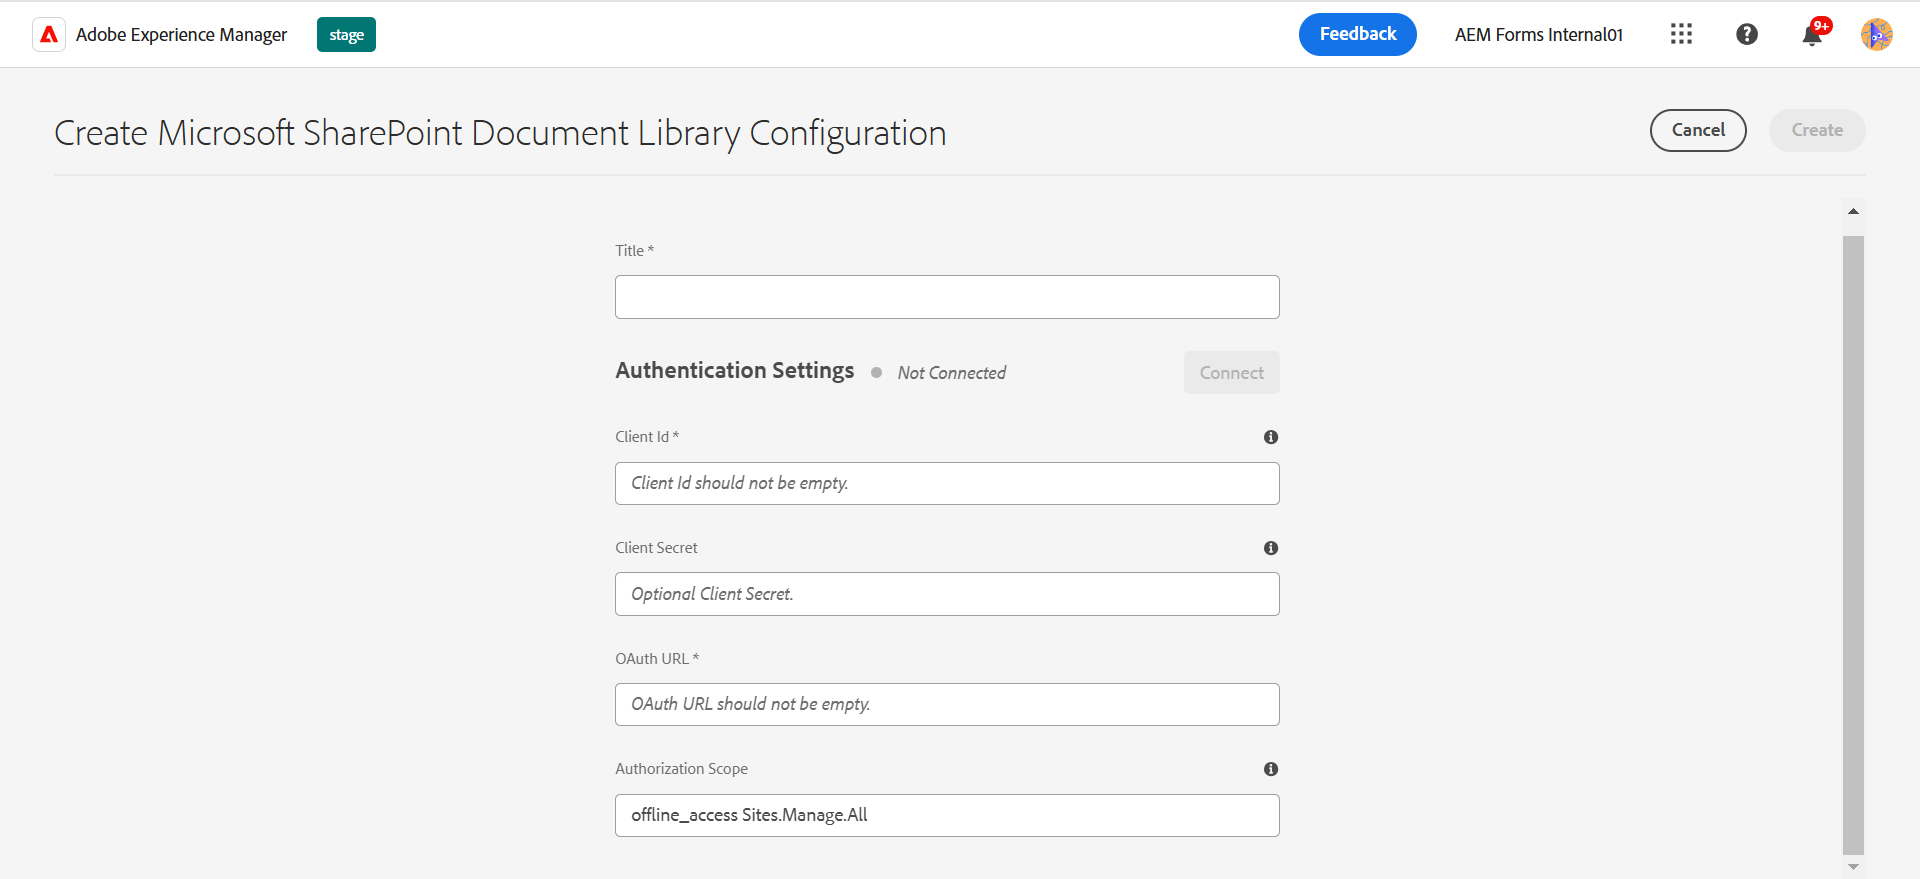 Adobe Experience Manager
stage
Feedback
AEM Forms Internal01
9+
Create Microsoft SharePoint Document Library Configuration
Cancel
Create
Title *
Authentication Settings
Not Connected
Connect
Client Id *
Client Id should not be empty.
Client Secret
Optional Client Secret.
OAuth URL *
OAuth URL should not be empty.
Authorization Scope
offline_access Sites.Manage.All